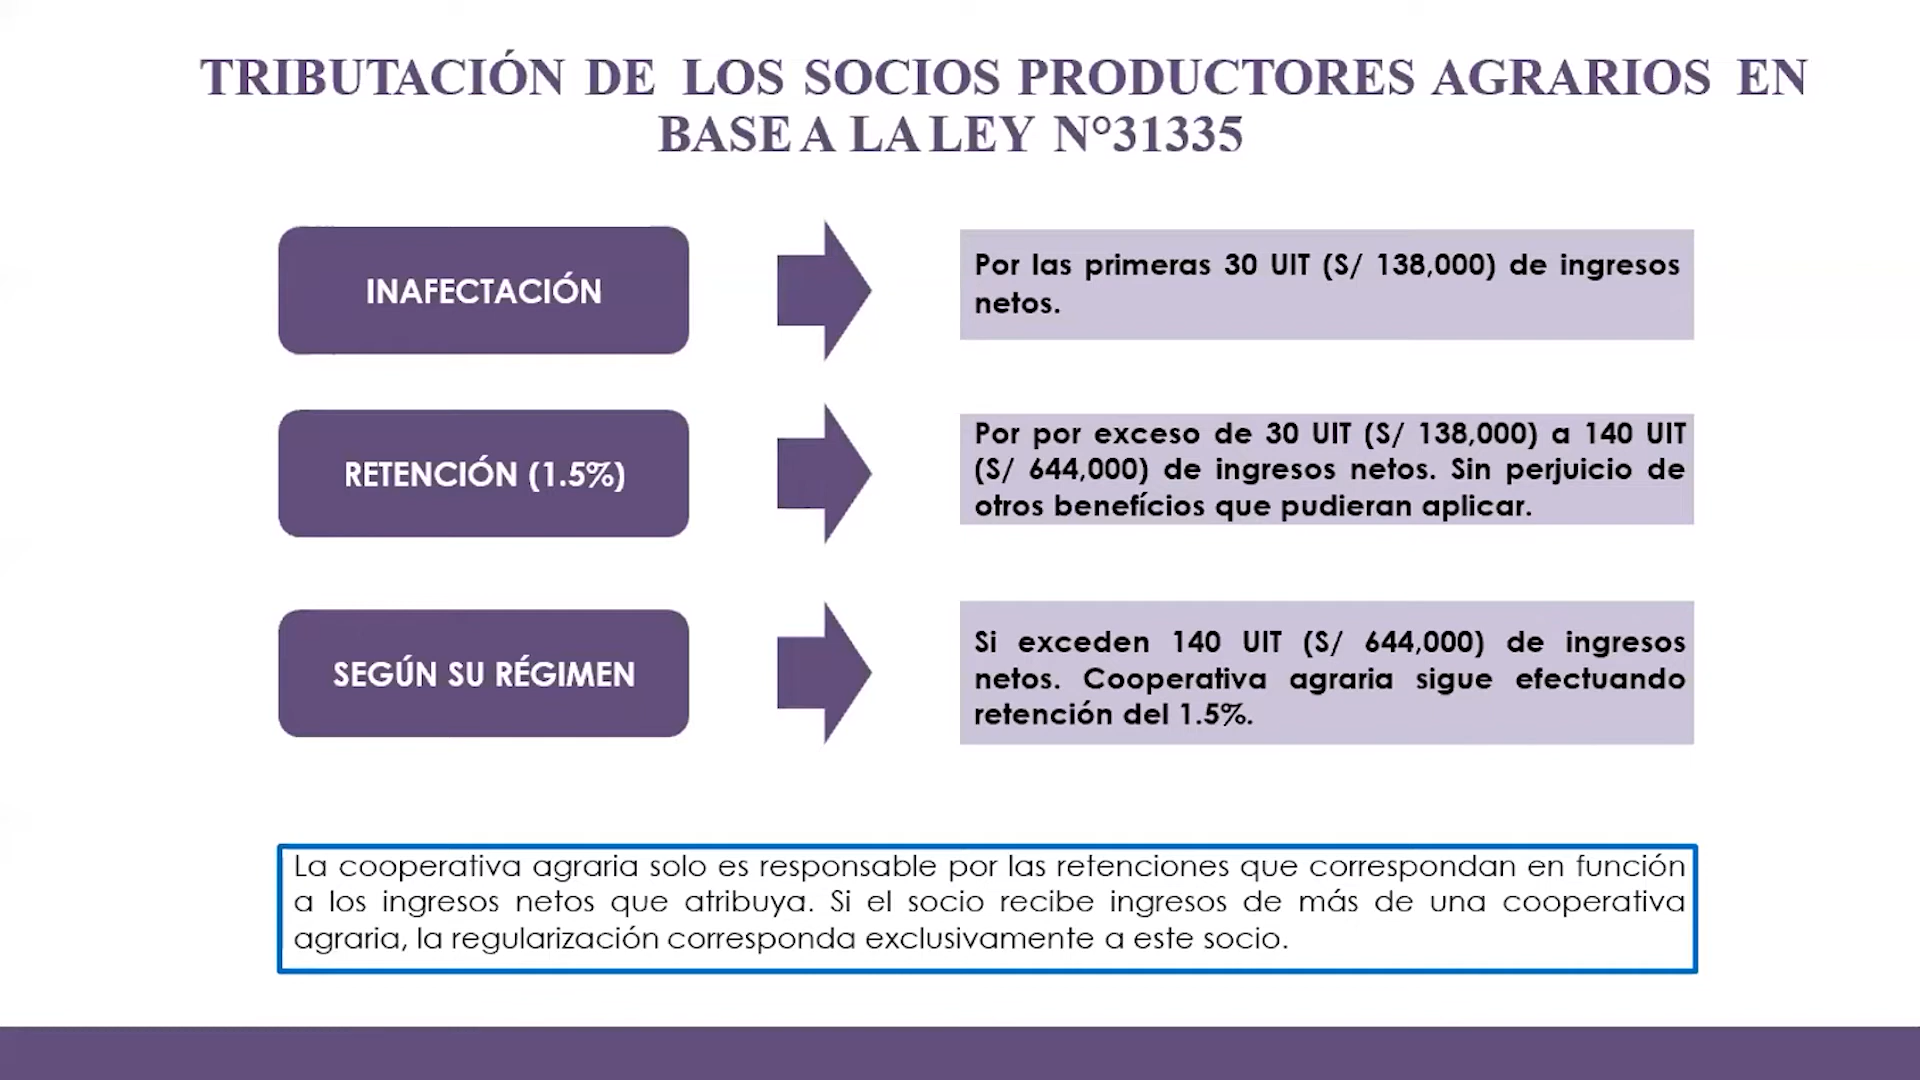 TRIBUTACIÓN DE LOS SOCIOS PRODUCTORES AGRARIOS EN
BASE A LA LEY N°31335
INAFECTACIÓN
Por las primeras 30 UIT (S/ 138,000) de ingresos
netos.
RETENCIÓN (1.5%)
Por por exceso de 30 UIT (S/ 138,000) a 140 UIT
(S/ 644,000) de ingresos netos. Sin perjuicio de
otros benefícios que pudieran aplicar.
SEGÚN SU RÉGIMEN
Si exceden 140 UIT (S/ 644,000) de ingresos
netos. Cooperativa agraria sigue efectuando
retención del 1.5%.
La cooperativa agraria solo es responsable por las retenciones que correspondan en función
a los ingresos netos que atribuya. Si el socio recibe ingresos de más de una cooperativa
agraria, la regularización corresponda exclusivamente a este socio.